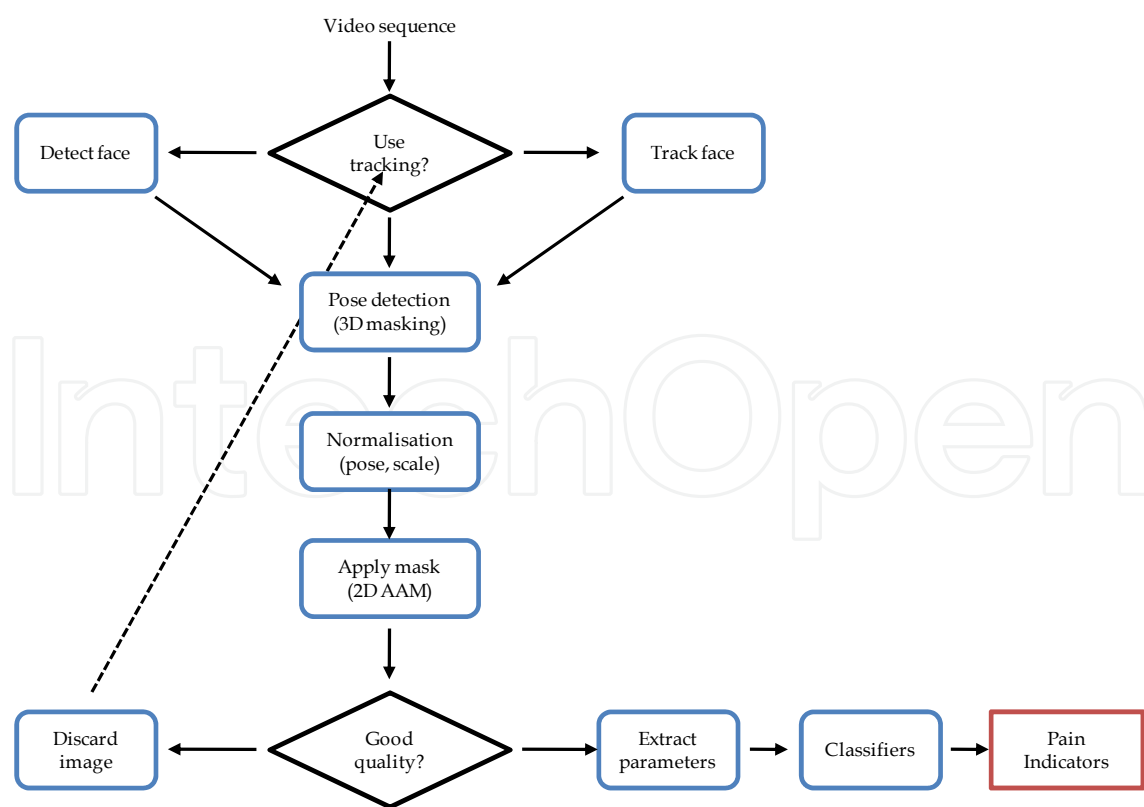 Video sequence
Detect face
Use
tracking?
Track face
Pose detection
(3D masking)
IntechOpen
Normalisation
(pose, scale)
Apply mask
(2D AAM)
Discard
image
Good
quality?
Extract
parameters
Classifiers
Pain
Indicators